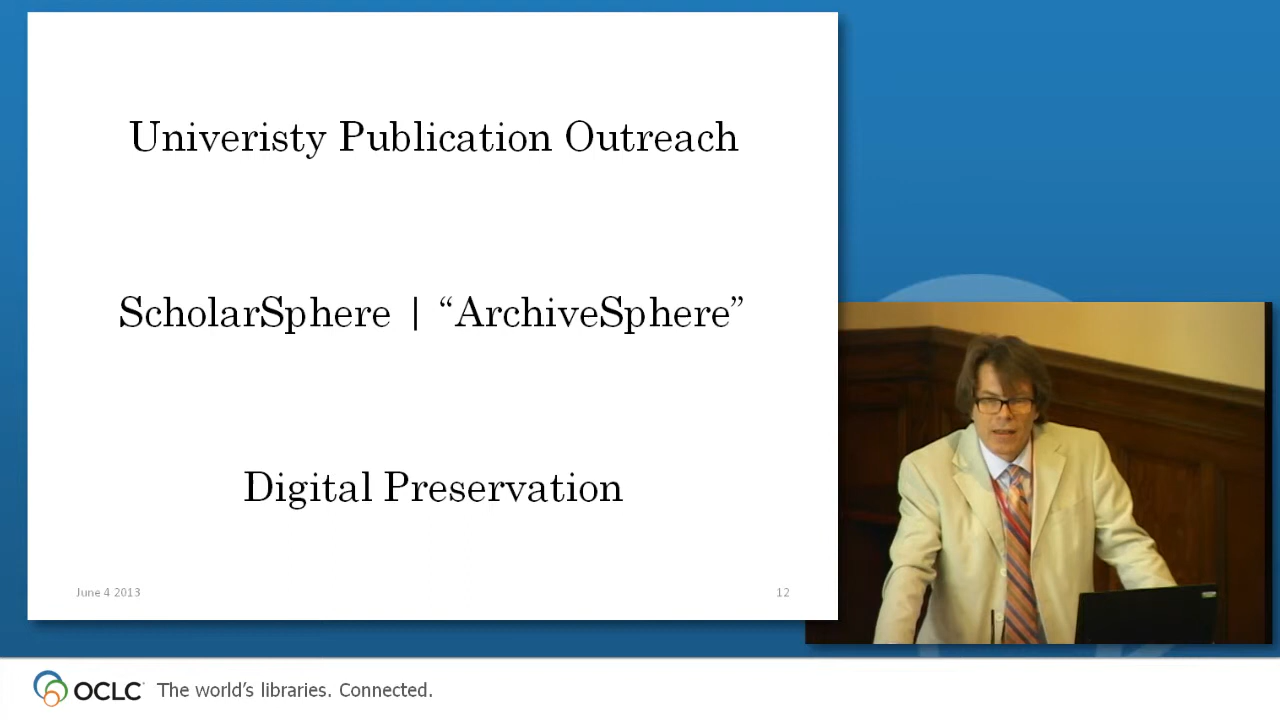 Univeristy Publication Outreach
ScholarSphere | “ArchiveSphere”
Digital Preservation
June 4 2013
12
OCLC The world’s libraries. Connected.